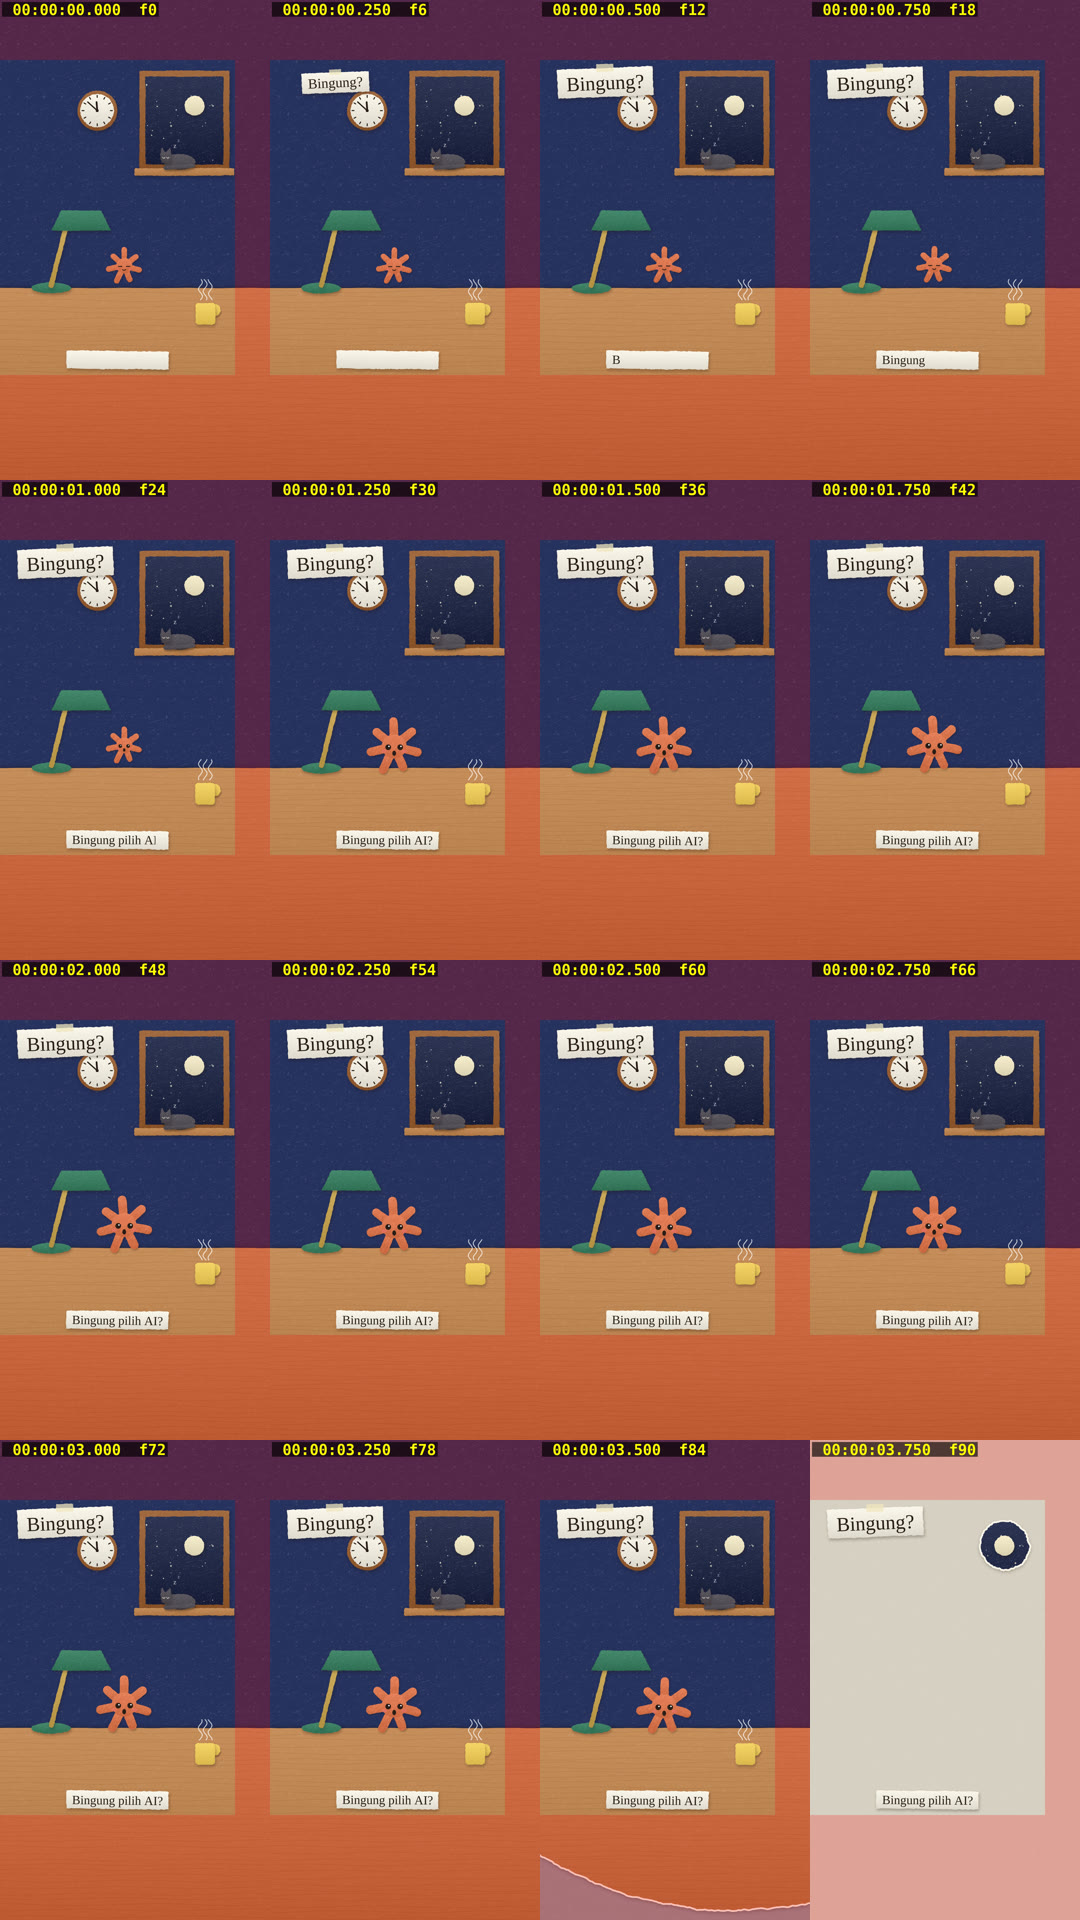 00:00:00.000 f0
00:00:00.250 f6
00:00:00.500 f12
00:00:00.750 f18
Bingung?
Bingung?
Bingung?
z
z
z
z
B
Bingung
00:00:01.000 f24
00:00:01.250 f30
00:00:01.500 f36
00:00:01.750 f42
Bingung?
Bingung?
Bingung?
Bingung?
z
z
z
z
Bingung pilih AI
Bingung pilih AI?
Bingung pilih AI?
Bingung pilih AI?
00:00:02.000 f48
00:00:02.250 f54
00:00:02.500 f60
00:00:02.750 f66
Bingung?
Bingung?
Bingung?
Bingung?
z
z
z
z
Bingung pilih AI?
Bingung pilih AI?
Bingung pilih AI?
Bingung pilih AI?
00:00:03.000 f72
00:00:03.250 f78
00:00:03.500 f84
00:00:03.750 f90
Bingung?
Bingung?
Bingung?
Bingung?
z
z
z
Bingung pilih AI?
Bingung pilih AI?
Bingung pilih AI?
Bingung pilih AI?